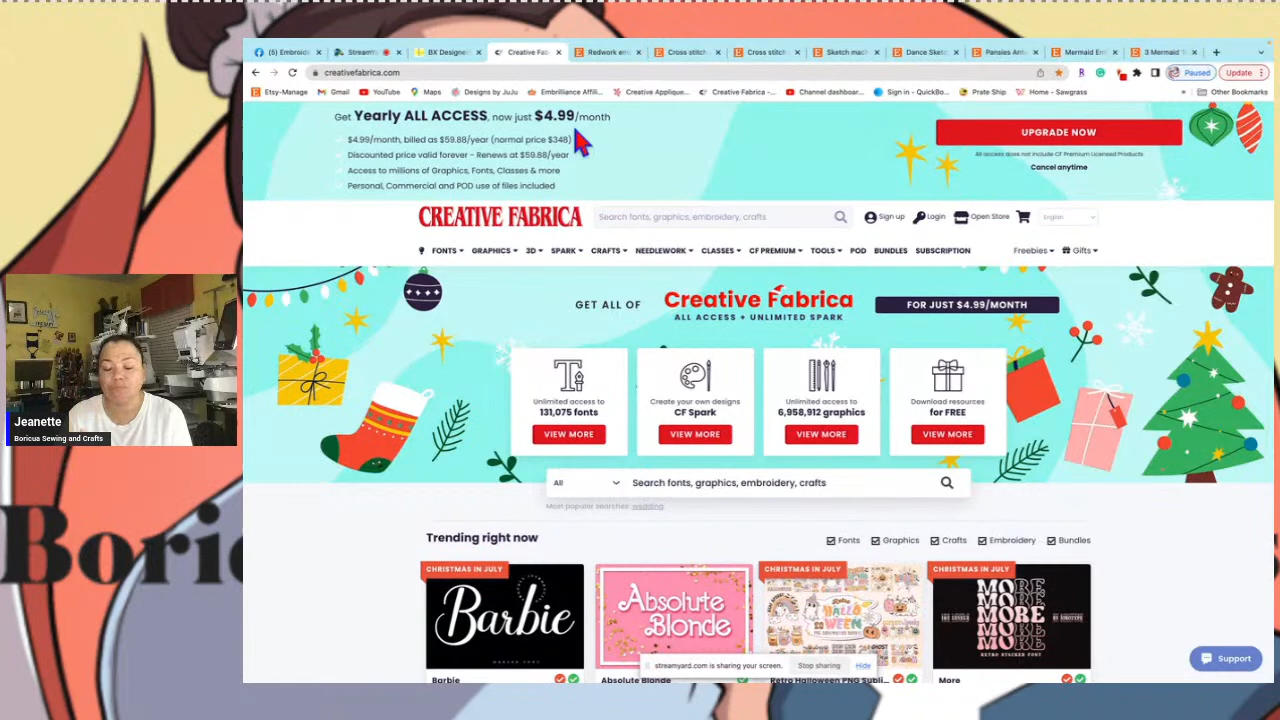 (5) Embroid
StreamY
BX Designe
Creative Fab
Redwork em
Cross stitch
Cross stitch
Sketch mac
Dance Sket
Pansies Ant
Mermaid Em
3 Mermaid
creativefabrica.com
Paused
Update
Etsy-Manage
Gmail
YouTube
Maps
Designs by JuJu
Embrilliance Affili...
Creative Applique...
Creative Fabrica -...
Channel dashboar...
Sign in - QuickBo...
Prate Ship
Home - Sawgrass
»
Other Bookmarks
Get Yearly ALL ACCESS, now just $4.99/month
$4.99/month, billed as $59.88/year (normal price $348)
Discounted price valid forever - Renews at $59.88/year
Access to millions of Graphics, Fonts, Classes & more
Personal, Commercial and POD use of files included
UPGRADE NOW
All access does not include CF Premium Licensed Products
Cancel anytime
CREATIVE FABRICA
Search fonts, graphics, embroidery, crafts
Sign up
Login
Open Store
English
FONTS
GRAPHICS
3D
SPARK
CRAFTS
NEEDLEWORK
CLASSES
CF PREMIUM
TOOLS
POD
BUNDLES
SUBSCRIPTION
Freebies
Gifts
GET ALL OF
Creative Fabrica
ALL ACCESS + UNLIMITED SPARK
FOR JUST $4.99/MONTH
Unlimited access to
131,075 fonts
VIEW MORE
Create your own designs
CF Spark
VIEW MORE
Unlimited access to
6,958,912 graphics
VIEW MORE
Download resources
for FREE
VIEW MORE
All
Search fonts, graphics, embroidery, crafts
Most popular searches: wedding
Trending right now
Fonts
Graphics
Crafts
Embroidery
Bundles
CHRISTMAS IN JULY
Barbie
Barbie
Absolute
Blonde
Absolute Blonde
CHRISTMAS IN JULY
HALLO
WEEN
Retro Halloween PNG Subli...
CHRISTMAS IN JULY
MORE
MORE
MORE
MORE
MO
RETRO STACKED FONT
More
streamyard.com is sharing your screen.
Stop sharing
Hide
Support
Jeanette
Boricua Sewing and Crafts
Boric